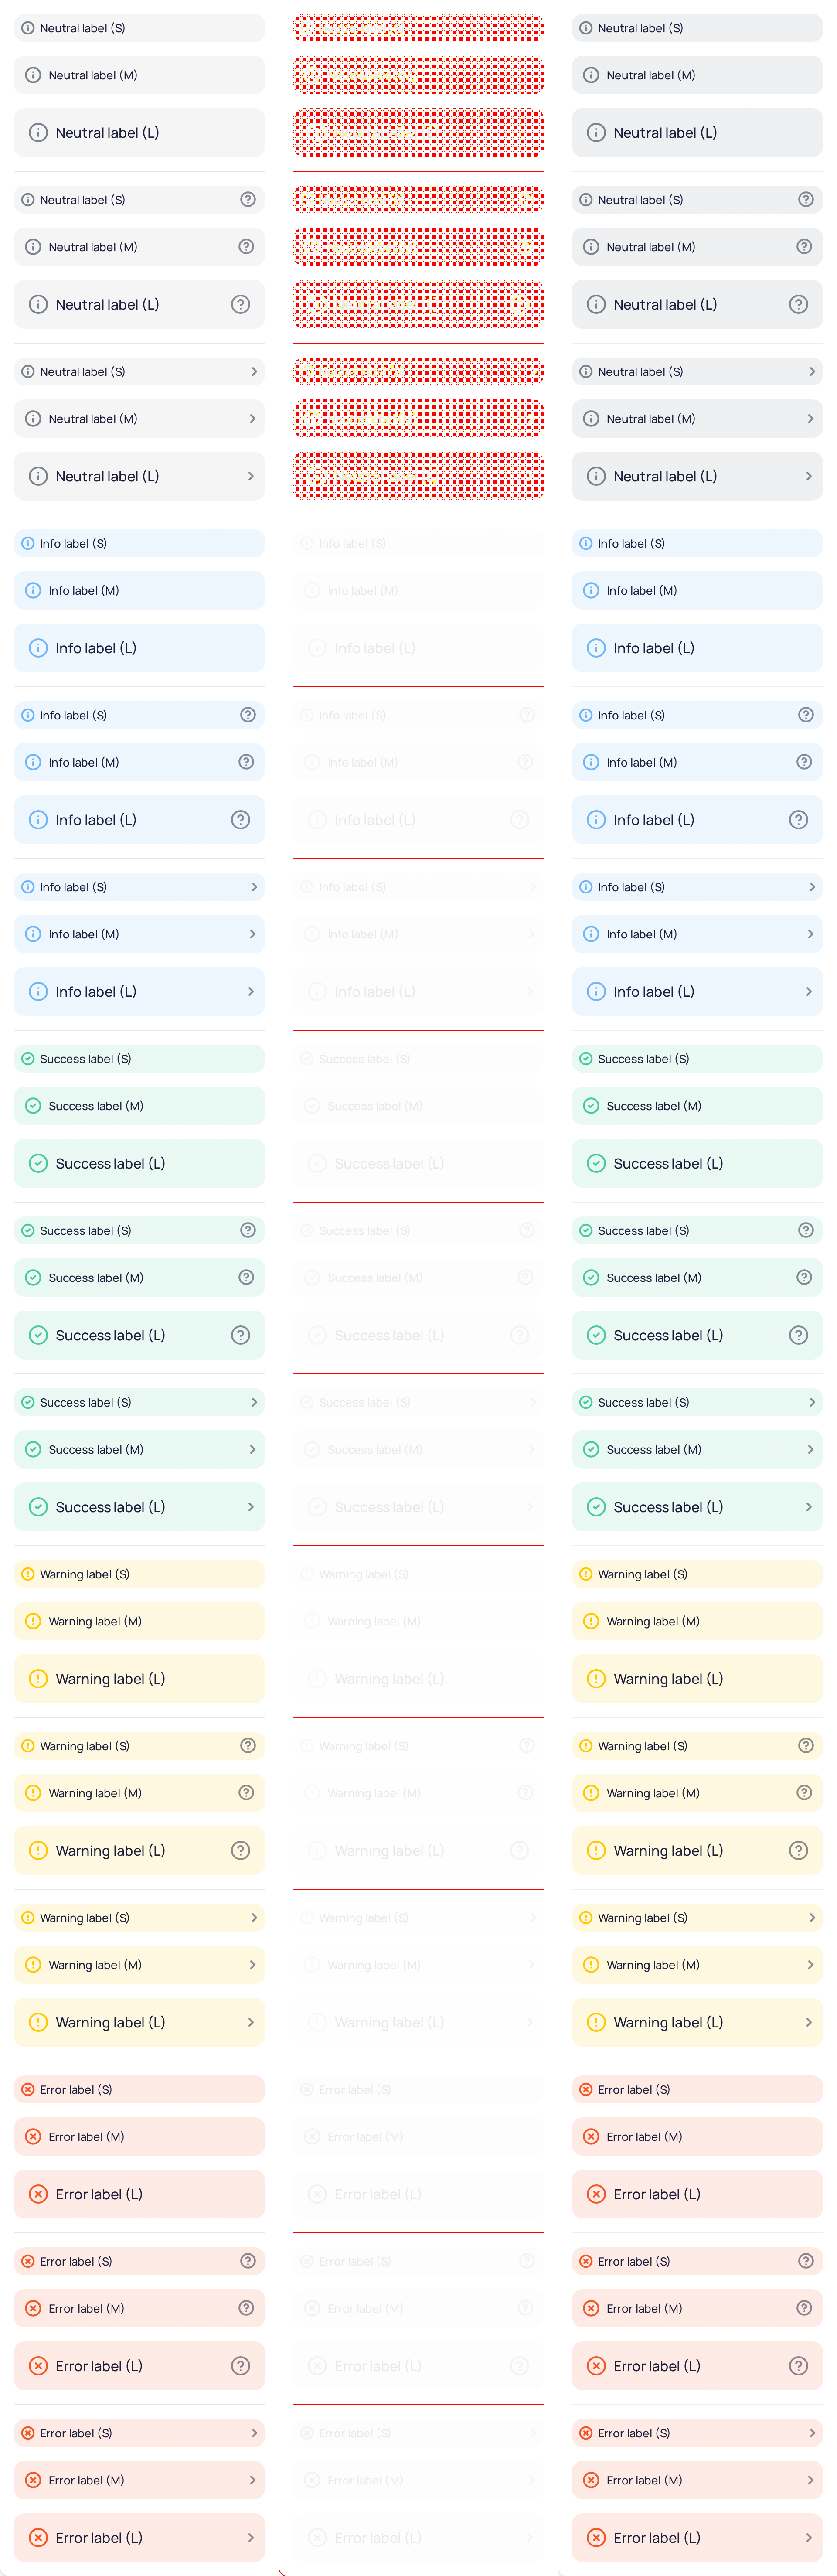 Neutral label (S) Neutral label (S) Neutral label (S)
Neutral label (M) Neutral label (M) Neutral label (M)
Neutral label (L) Neutral label (L) Neutral label (L)
Neutral label (S) Neutral label (S) Neutral label (S)
Neutral label (M) Neutral label (M) Neutral label (M)
Neutral label (L) Neutral label (L) Neutral label (L)
Neutral label (S) Neutral label (S) Neutral label (S)
Neutral label (M) Neutral label (M) Neutral label (M)
Neutral label (L) Neutral label (L) Neutral label (L)
Info label (S) Info label (S) Info label (S)
Info label (M) Info label (M) Info label (M)
Info label (L) Info label (L) Info label (L)
Info label (S) Info label (S) Info label (S)
Info label (M) Info label (M) Info label (M)
Info label (L) Info label (L) Info label (L)
Info label (S) Info label (S) Info label (S)
Info label (M) Info label (M) Info label (M)
Info label (L) Info label (L) Info label (L)
Success label (S) Success label (S) Success label (S)
Success label (M) Success label (M) Success label (M)
Success label (L) Success label (L) Success label (L)
Success label (S) Success label (S) Success label (S)
Success label (M) Success label (M) Success label (M)
Success label (L) Success label (L) Success label (L)
Success label (S) Success label (S) Success label (S)
Success label (M) Success label (M) Success label (M)
Success label (L) Success label (L) Success label (L)
Warning label (S) Warning label (S) Warning label (S)
Warning label (M) Warning label (M) Warning label (M)
Warning label (L) Warning label (L) Warning label (L)
Warning label (S) Warning label (S) Warning label (S)
Warning label (M) Warning label (M) Warning label (M)
Warning label (L) Warning label (L) Warning label (L)
Warning label (S) Warning label (S) Warning label (S)
Warning label (M) Warning label (M) Warning label (M)
Warning label (L) Warning label (L) Warning label (L)
Error label (S) Error label (S) Error label (S)
Error label (M) Error label (M) Error label (M)
Error label (L) Error label (L) Error label (L)
Error label (S) Error label (S) Error label (S)
Error label (M) Error label (M) Error label (M)
Error label (L) Error label (L) Error label (L)
Error label (S) Error label (S) Error label (S)
Error label (M) Error label (M) Error label (M)
Error label (L) Error label (L) Error label (L)